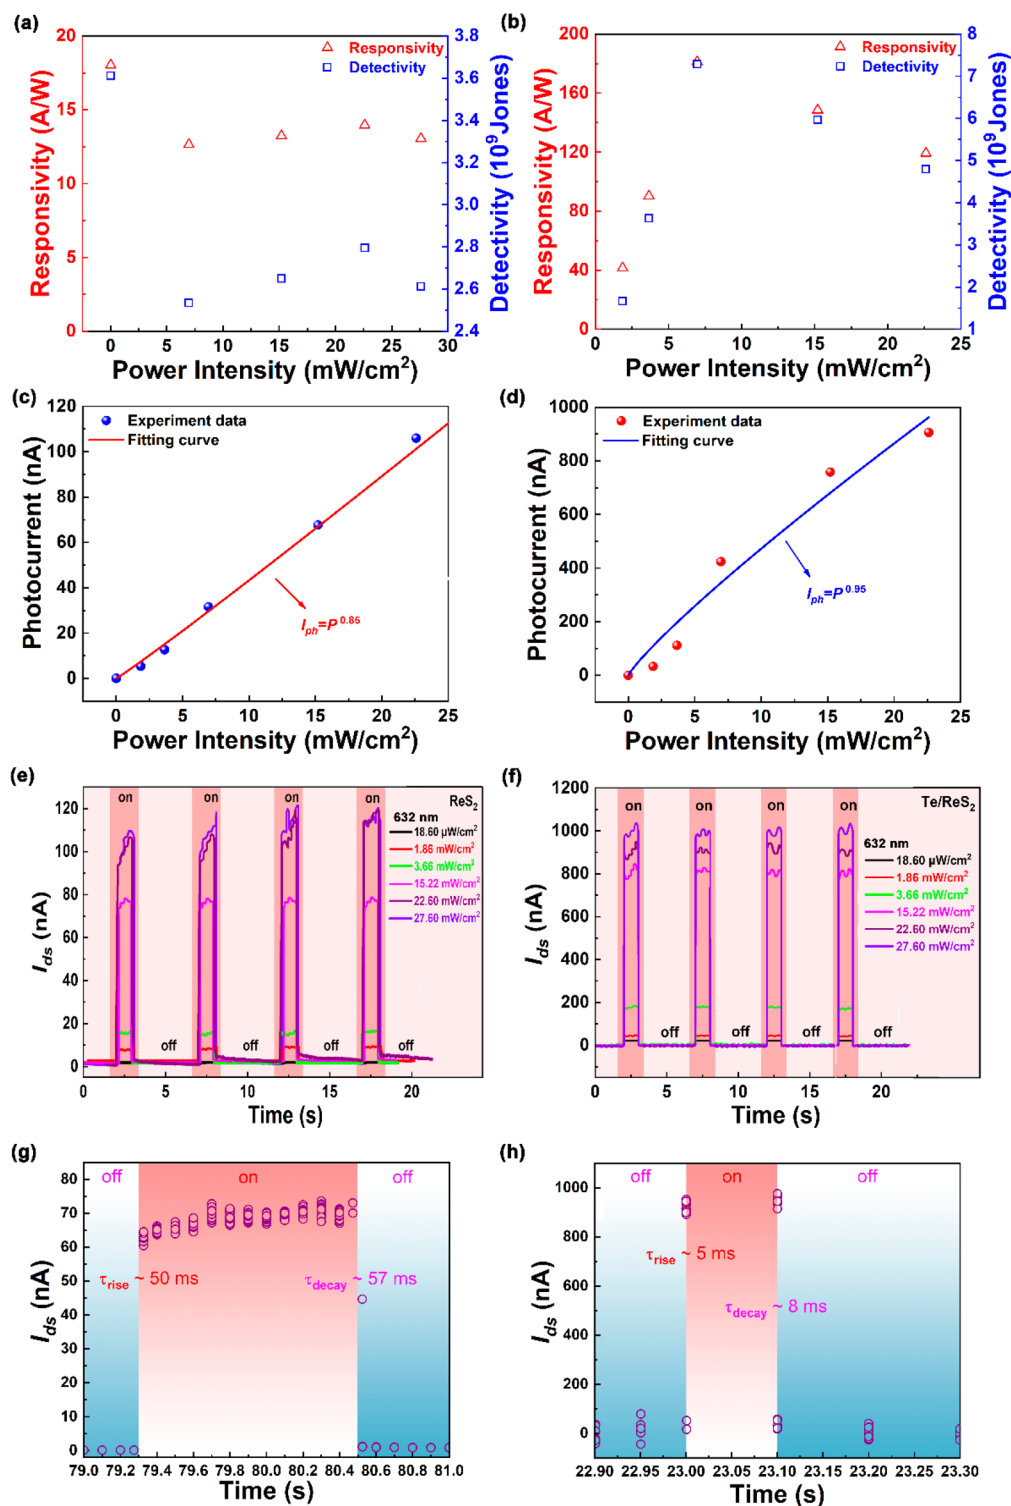 (a)
20
15
10
5
0
Responsivity (A/W)
Responsivity
Detectivity
3.8
3.6
3.4
3.2
3.0
2.8
2.6
2.4
Detectivity (10⁹Jones)
0 5 10 15 20 25 30
Power Intensity (mW/cm²)
(b)
200
160
120
80
40
0
Responsivity (A/W)
Responsivity
Detectivity
8
7
6
5
4
3
2
1
Detectivity (10⁹Jones)
0 5 10 15 20 25
Power Intensity (mW/cm²)
(c)
120
100
80
60
40
20
0
Photocurrent (nA)
Experiment data
Fitting curve
Iₚₕ=P⁰·⁸⁵
0 5 10 15 20 25
Power Intensity (mW/cm²)
(d)
1000
800
600
400
200
0
-200
Photocurrent (nA)
Experiment data
Fitting curve
Iₚₕ=P⁰·⁹⁵
0 5 10 15 20 25
Power Intensity (mW/cm²)
(e)
120
100
80
60
40
20
0
I_ds (nA)
on on on on
ReS₂
632 nm
18.60 μW/cm²
1.86 mW/cm²
3.66 mW/cm²
15.22 mW/cm²
22.60 mW/cm²
27.60 mW/cm²
off off off off
0 5 10 15 20
Time (s)
(f)
1200
1000
800
600
400
200
0
I_ds (nA)
on on on on
Te/ReS₂
632 nm
18.60 μW/cm²
1.86 mW/cm²
3.66 mW/cm²
15.22 mW/cm²
22.60 mW/cm²
27.60 mW/cm²
off off off off
0 5 10 15 20
Time (s)
(g)
80
70
60
50
40
30
20
10
0
I_ds (nA)
off on off
τ_rise ~ 50 ms
τ_decay ~ 57 ms
79.0 79.2 79.4 79.6 79.8 80.0 80.2 80.4 80.6 80.8 81.0
Time (s)
(h)
1000
800
600
400
200
0
I_ds (nA)
off on off
τ_rise ~ 5 ms
τ_decay ~ 8 ms
22.90 22.95 23.00 23.05 23.10 23.15 23.20 23.25 23.30
Time (s)